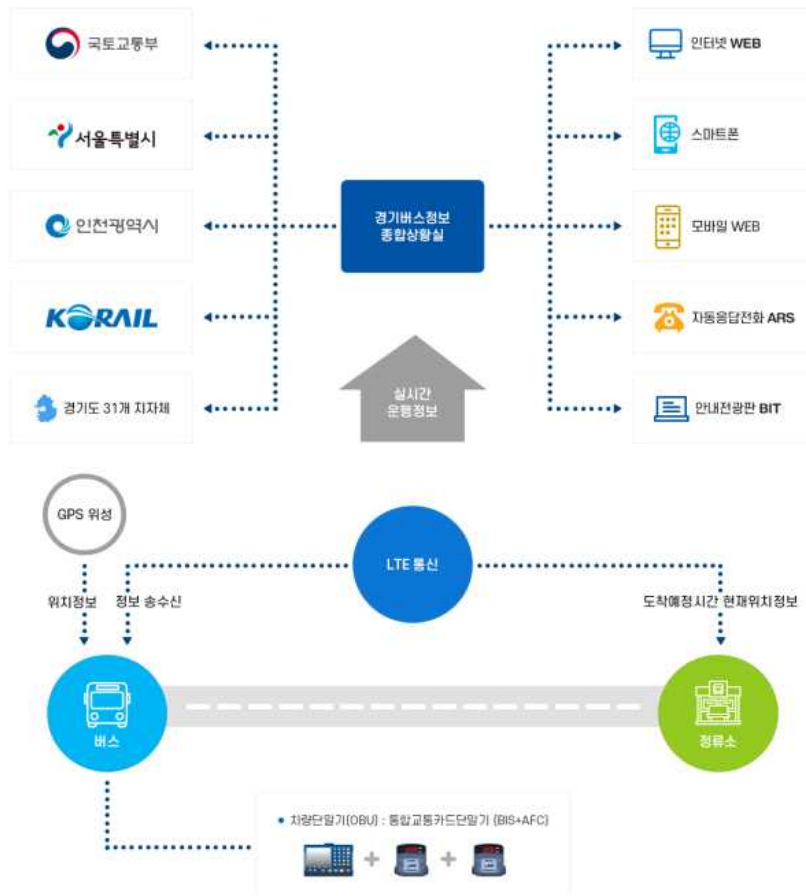 국토교통부
인터넷 WEB
서울특별시
스마트폰
경기버스정보
종합상황실
인천광역시
모바일 WEB
KORAIL
자동응답전화 ARS
실시간
운행정보
경기도 31개 지자체
안내전광판 BIT
GPS 위성
LTE 통신
위치정보
정보 송수신
도착예정시간 현재위치정보
버스
정류소
• 차량단말기(OBU) : 통합교통카드단말기 (BIS+AFC)
+ +